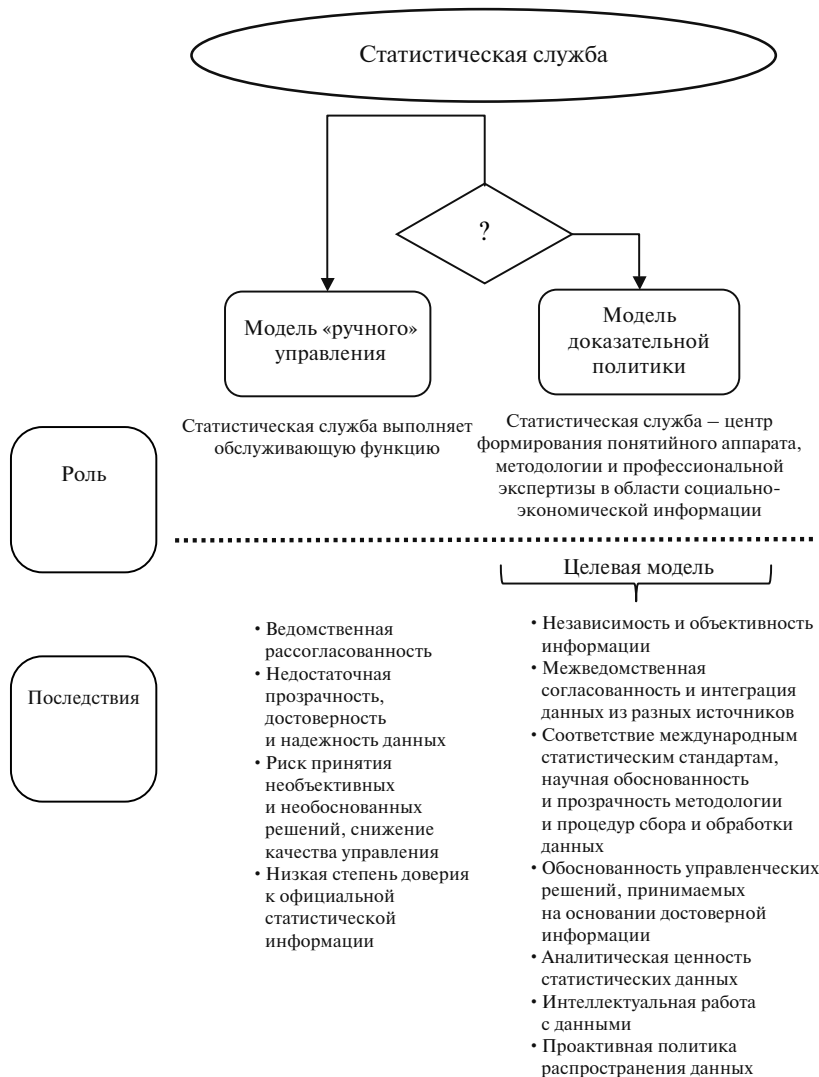 Статистическая служба
?
Модель «ручного»
управления
Модель
доказательной
политики
Роль
Статистическая служба выполняет
обслуживающую функцию
Статистическая служба – центр
формирования понятийного аппарата,
методологии и профессиональной
экспертизы в области социально-
экономической информации
Целевая модель
Последствия
• Ведомственная
рассогласованность
• Недостаточная
прозрачность,
достоверность
и надежность данных
• Риск принятия
необъективных
и необоснованных
решений, снижение
качества управления
• Низкая степень доверия
к официальной
статистической
информации
• Независимость и объективность
информации
• Межведомственная
согласованность и интеграция
данных из разных источников
• Соответствие международным
статистическим стандартам,
научная обоснованность
и прозрачность методологии
и процедур сбора и обработки
данных
• Обоснованность управленческих
решений, принимаемых
на основании достоверной
информации
• Аналитическая ценность
статистических данных
• Интеллектуальная работа
с данными
• Проактивная политика
распространения данных